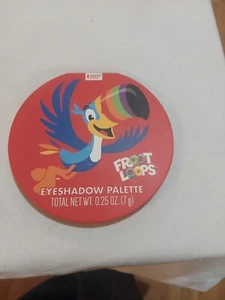 FROOT
LOOPS
EYESHADOW PALETTE
TOTAL NET WT. 0.25 OZ. (7 g)